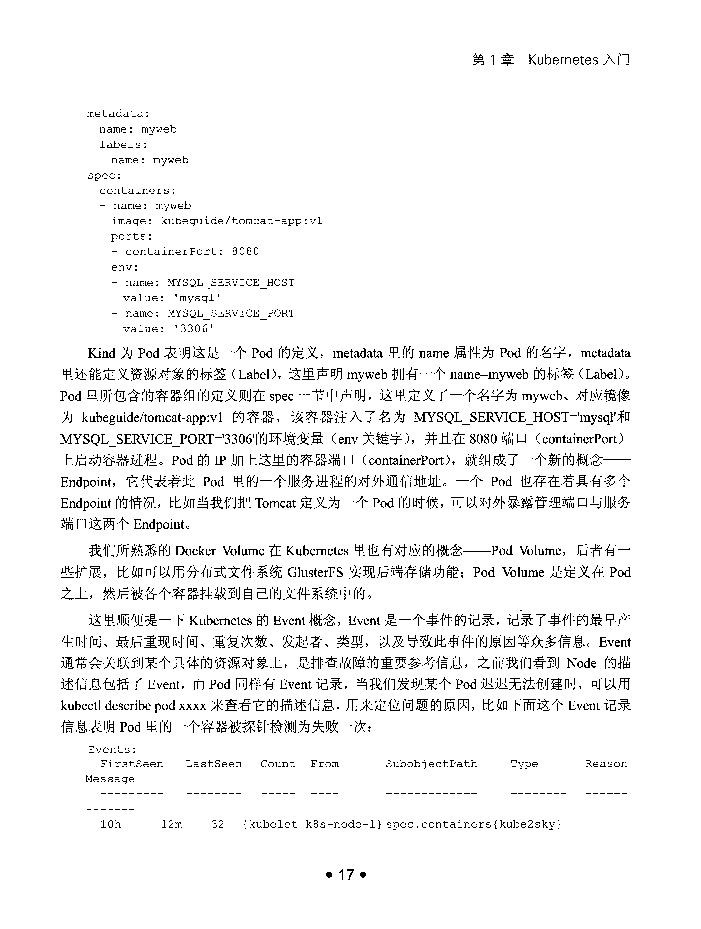 第 1 章 Kubernetes 入门
metadata:
name: myweb
labels:
name: myweb
spec:
containers:
- name: myweb
image: kubeguide/tomcat-app:v1
ports:
- containerPort: 8080
env:
- name: MYSQL_SERVICE_HOST
value: 'mysql'
- name: MYSQL_SERVICE_PORT
value: '3306'
Kind 为 Pod 表明这是一个 Pod 的定义，metadata 里的 name 属性为 Pod 的名字，metadata
里还能定义资源对象的标签（Label），这里声明 myweb 拥有一个 name=myweb 的标签（Label）。
Pod 里所包含的容器组的定义则在 spec 一节中声明，这里定义了一个名字为 myweb、对应镜像
为 kubeguide/tomcat-app:v1 的容器，该容器注入了名为 MYSQL_SERVICE_HOST='mysql'和
MYSQL_SERVICE_PORT='3306'的环境变量（env 关键字），并且在 8080 端口（containerPort）
上启动容器进程。Pod 的 IP 加上这里的容器端口（containerPort），就组成了一个新的概念——
Endpoint，它代表着此 Pod 里的一个服务进程的对外通信地址。一个 Pod 也存在着具有多个
Endpoint 的情况，比如当我们把 Tomcat 定义为一个 Pod 的时候，可以对外暴露管理端口与服务
端口这两个 Endpoint。
我们所熟悉的 Docker Volume 在 Kubernetes 里也有对应的概念——Pod Volume，后者有一
些扩展，比如可以用分布式文件系统 GlusterFS 实现后端存储功能；Pod Volume 是定义在 Pod
之上，然后被各个容器挂载到自己的文件系统中的。
这里顺便提一下 Kubernetes 的 Event 概念，Event 是一个事件的记录，记录了事件的最早产
生时间、最后重现时间、重复次数、发起者、类型，以及导致此事件的原因等众多信息。Event
通常会关联到某个具体的资源对象上，是排查故障的重要参考信息，之前我们看到 Node 的描
述信息包括了 Event，而 Pod 同样有 Event 记录，当我们发现某个 Pod 迟迟无法创建时，可以用
kubectl describe pod xxxx 来查看它的描述信息，用来定位问题的原因，比如下面这个 Event 记录
信息表明 Pod 里的一个容器被探针检测为失败一次：
Events:
FirstSeen LastSeen Count From SubobjectPath Type Reason
Message
--------- -------- ----- ---- ------------- -------- ------
-------
10h 12m 32 {kubelet k8s-node-1} spec.containers{kube2sky}
• 17 •